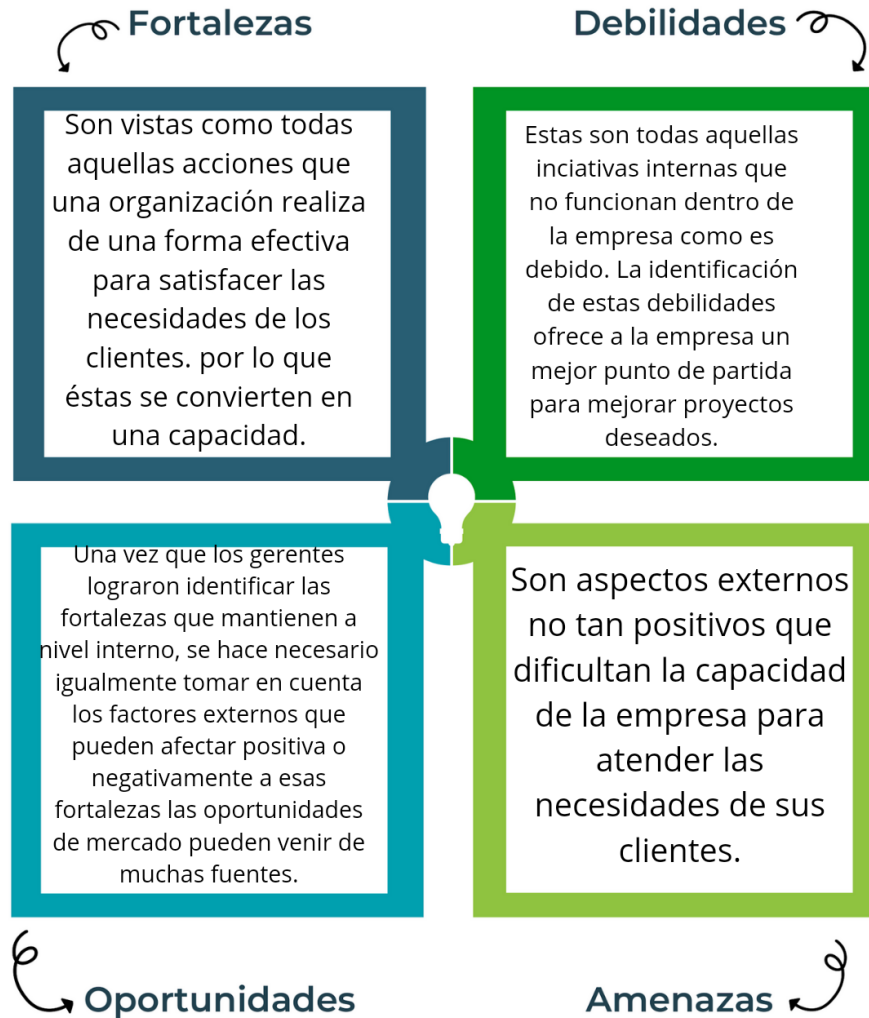 Fortalezas
Son vistas como todas
aquellas acciones que
una organización realiza
de una forma efectiva
para satisfacer las
necesidades de los
clientes. por lo que
éstas se convierten en
una capacidad.
Debilidades
Estas son todas aquellas
inciativas internas que
no funcionan dentro de
la empresa como es
debido. La identificación
de estas debilidades
ofrece a la empresa un
mejor punto de partida
para mejorar proyectos
deseados.
Una vez que los gerentes
lograron identificar las
fortalezas que mantienen a
nivel interno, se hace necesario
igualmente tomar en cuenta
los factores externos que
pueden afectar positiva o
negativamente a esas
fortalezas las oportunidades
de mercado pueden venir de
muchas fuentes.
Oportunidades
Son aspectos externos
no tan positivos que
dificultan la capacidad
de la empresa para
atender las
necesidades de sus
clientes.
Amenazas